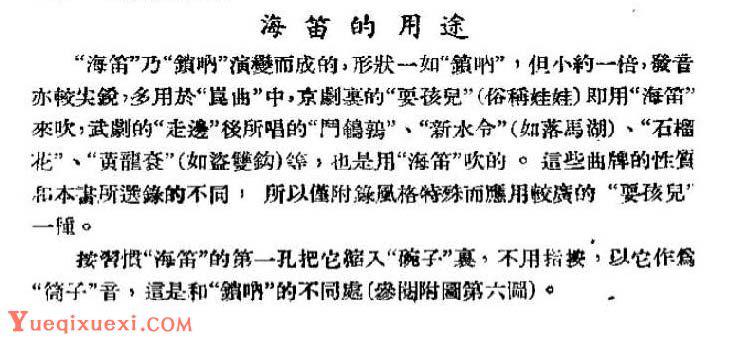 海笛的用途
“海笛”乃“鎖吶”演變而成的，形狀一如“鎖吶”，但小約一倍，發音
亦較尖銳，多用於“崑曲”中，京劇裏的“耍孩兒”（俗稱娃娃）即用“海笛”
來吹，武劇的“走邊”後所唱的“鬥鵪鶉”、“新水令”（如落馬湖）、“石榴
花”、“黃龍袞”（如盜雙鈎）等，也是用“海笛”吹的。這些曲牌的性質
和本書所選錄的不同，所以僅附錄風格特殊而應用較廣的“耍孩兒”
一種。
按習慣“海笛”的第一孔把它縮入“碗子”裏，不用指按，以它作為
“筒子”音，這是和“鎖吶”的不同處（參閱附圖第六圖）。
Yueqixuexi.com